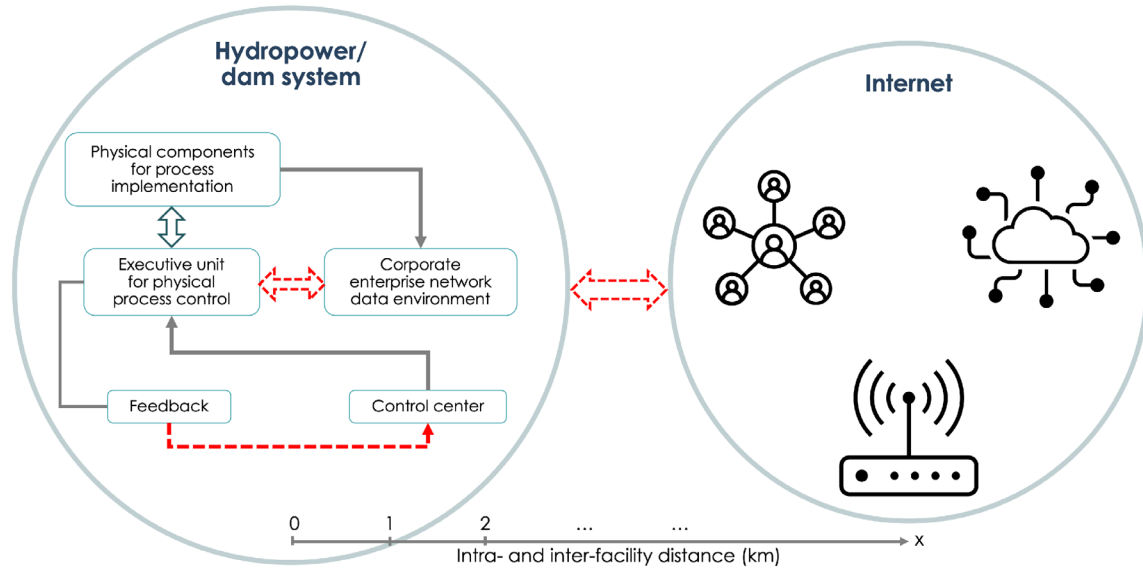 Hydropower/
dam system
Internet
Physical components
for process
implementation
Executive unit
for physical
process control
Corporate
enterprise network
data environment
Feedback
Control center
0 1 2 ... ... x
Intra- and inter-facility distance (km)